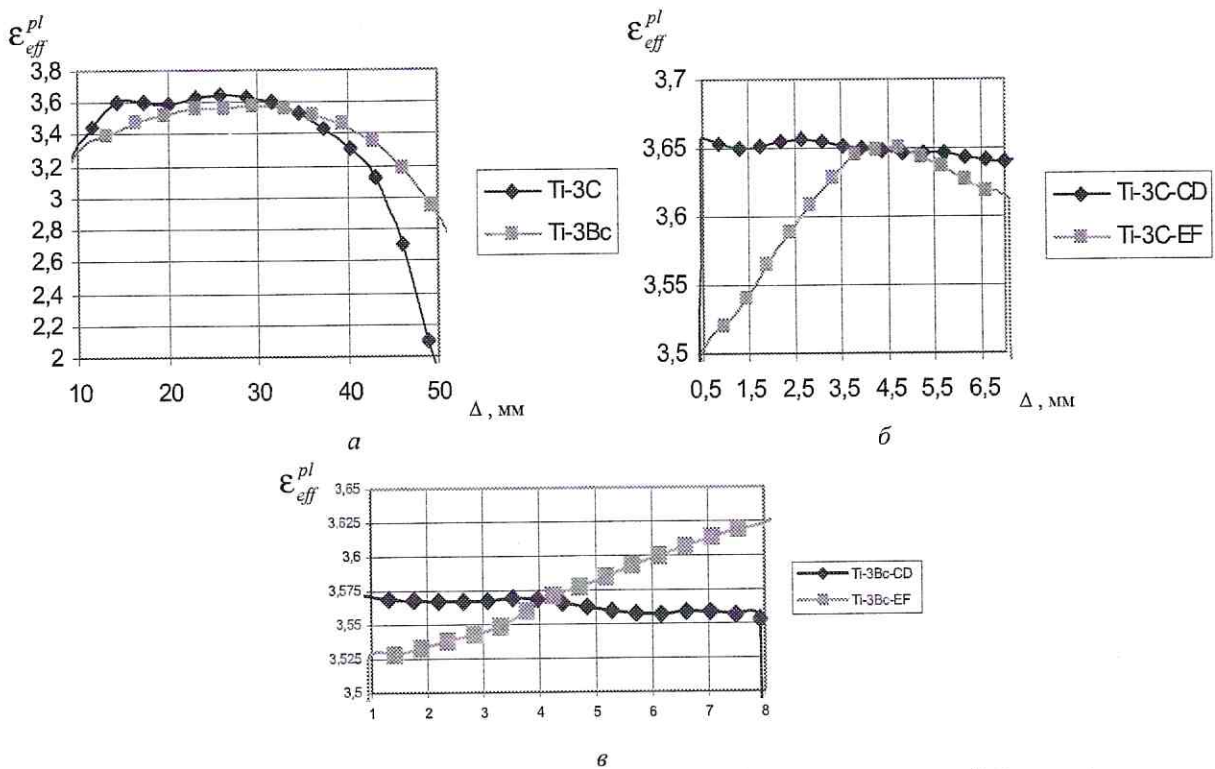 ε pl eff
3,8
3,6
3,4
3,2
3
2,8
2,6
2,4
2,2
2
10 20 30 40 50
Δ , мм
Ti-3C
Ti-3Bc
а
ε pl eff
3,7
3,65
3,6
3,55
3,5
0,5 1,5 2,5 3,5 4,5 5,5 6,5
Δ , мм
Ti-3C-CD
Ti-3C-EF
б
ε pl eff
3,65
3,625
3,6
3,575
3,55
3,525
3,5
1 2 3 4 5 6 7 8
Ti-3Bc-CD
Ti-3Bc-EF
в